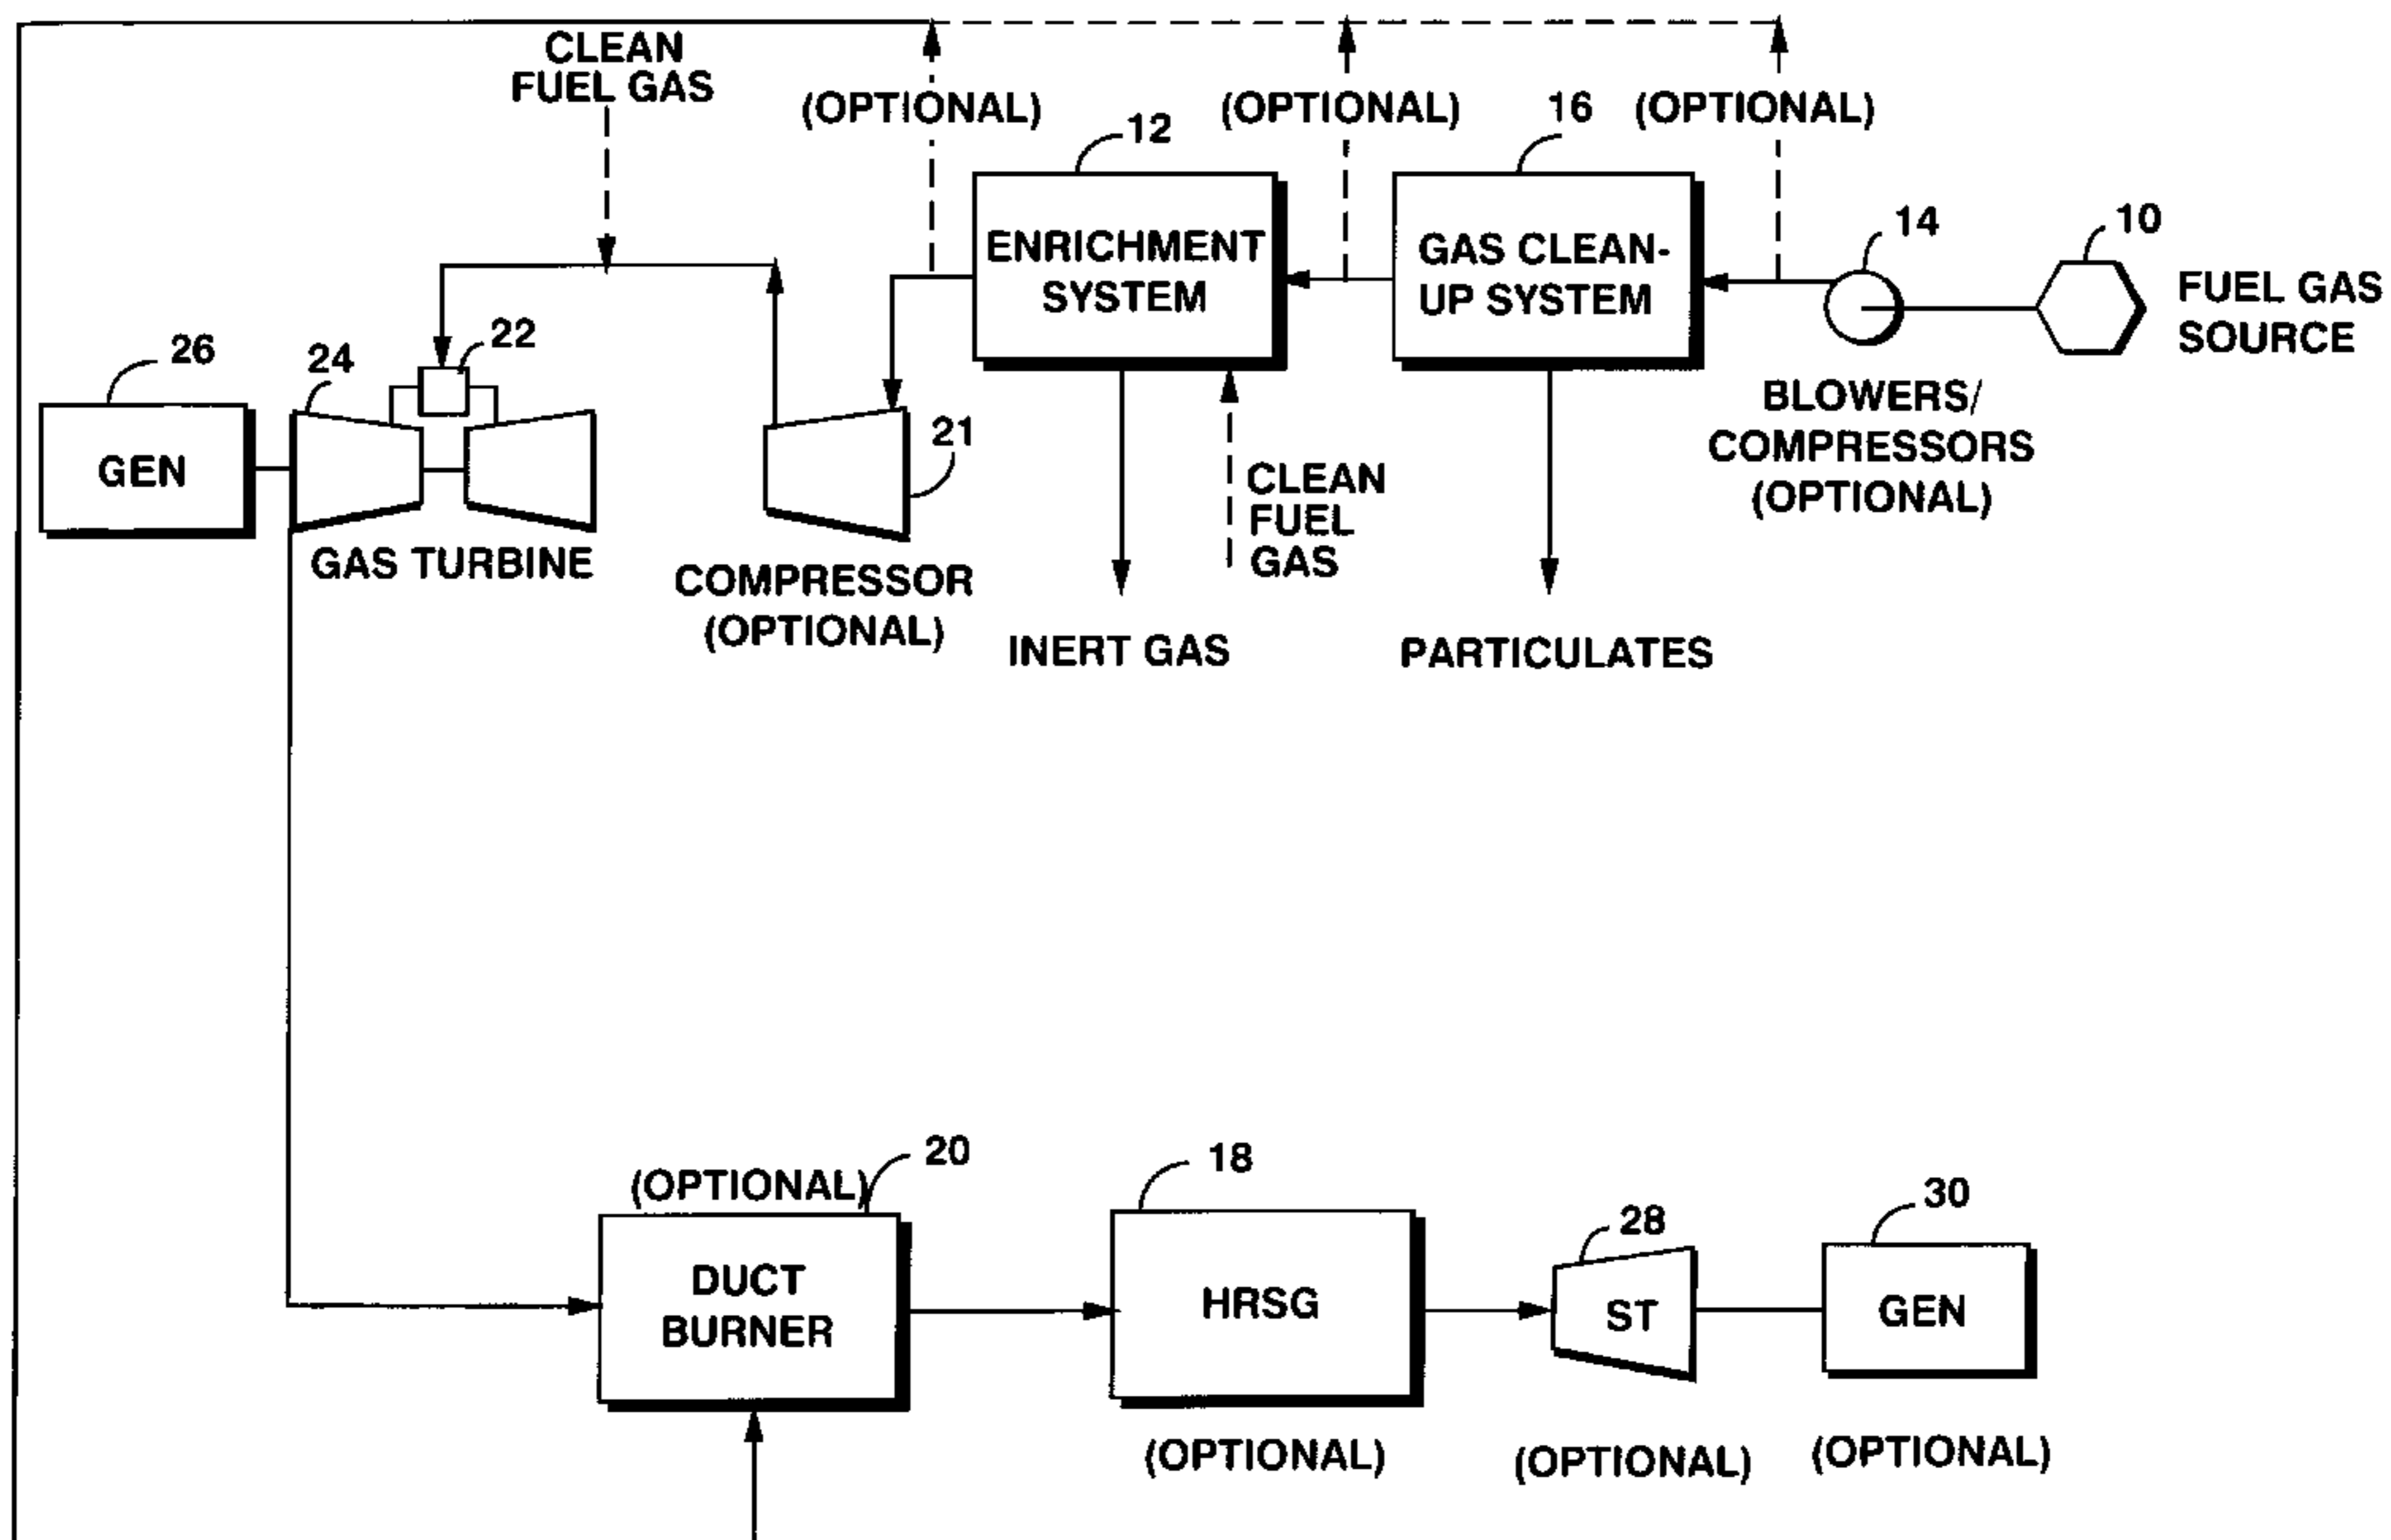 CLEAN
FUEL GAS
(OPTIONAL)
(OPTIONAL)
(OPTIONAL)
12
16
ENRICHMENT
SYSTEM
GAS CLEAN-
UP SYSTEM
14
10
FUEL GAS
SOURCE
26
24
22
GEN
GAS TURBINE
21
COMPRESSOR
(OPTIONAL)
CLEAN
FUEL
GAS
BLOWERS/
COMPRESSORS
(OPTIONAL)
INERT GAS
PARTICULATES
(OPTIONAL)
20
DUCT
BURNER
18
HRSG
(OPTIONAL)
28
ST
(OPTIONAL)
30
GEN
(OPTIONAL)